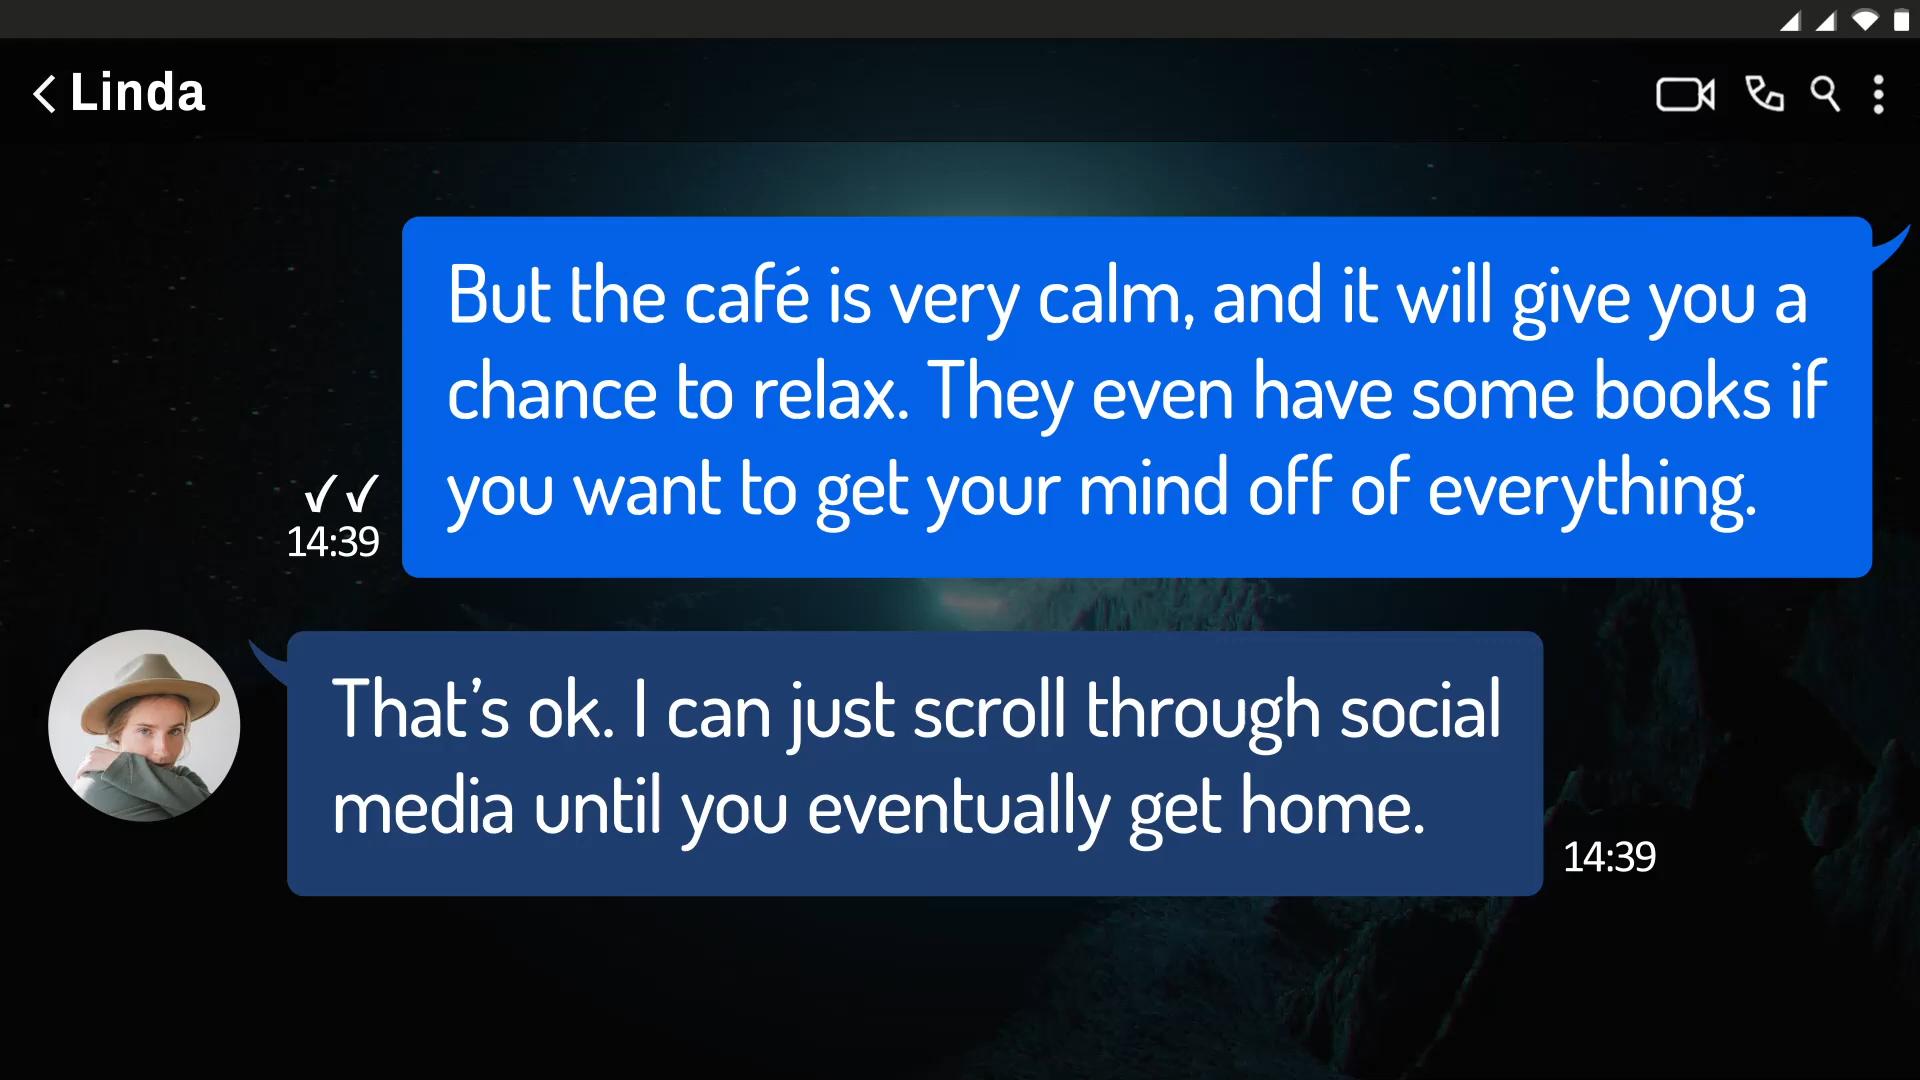 Linda
But the café is very calm, and it will give you a
chance to relax. They even have some books if
you want to get your mind off of everything.
14:39
That’s ok. I can just scroll through social
media until you eventually get home.
14:39